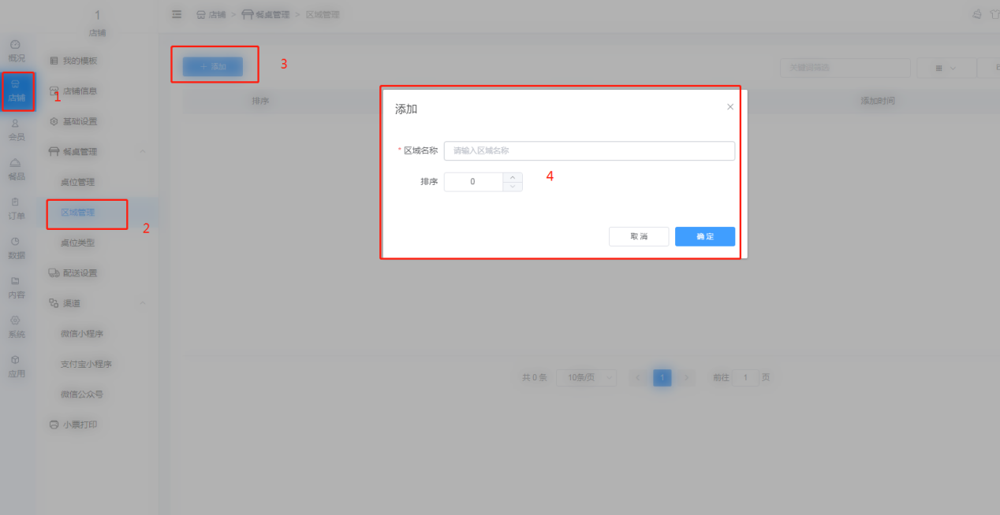 1
店铺
店铺 > 餐桌管理 > 区域管理
概况
店铺
会员
餐品
订单
数据
内容
系统
应用
1
我的模板
店铺信息
基础设置
餐桌管理
桌位管理
区域管理
2
桌位类型
配送设置
渠道
微信小程序
支付宝小程序
微信公众号
小票打印
+ 添加
3
关键词筛选
排序
添加时间
添加
* 区域名称 请输入区域名称
排序 0
4
取 消 确 定
共 0 条 10条/页 < 1 > 前往 1 页